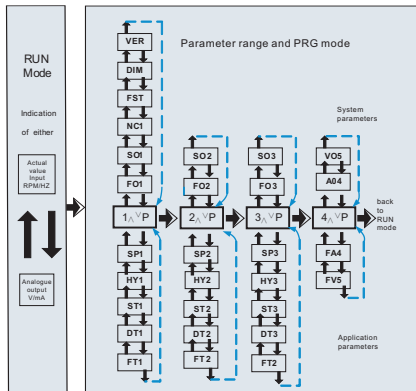 RUN
Mode
Indication
of either
Actual
value
Input
RPM/HZ
Analogue
output
V/mA
Parameter range and PRG mode
System
parameters
VER
DIM
FST
NC1
SO1
FO1
1∧∨P
SP1
HY1
ST1
DT1
FT1
SO2
FO2
2∧∨P
SP2
HY2
ST2
DT2
FT2
SO3
FO3
3∧∨P
SP3
HY3
ST3
DT3
FT2
VO5
A04
4∧∨P
FA4
FV5
back
to
RUN
mode
Application
parameters